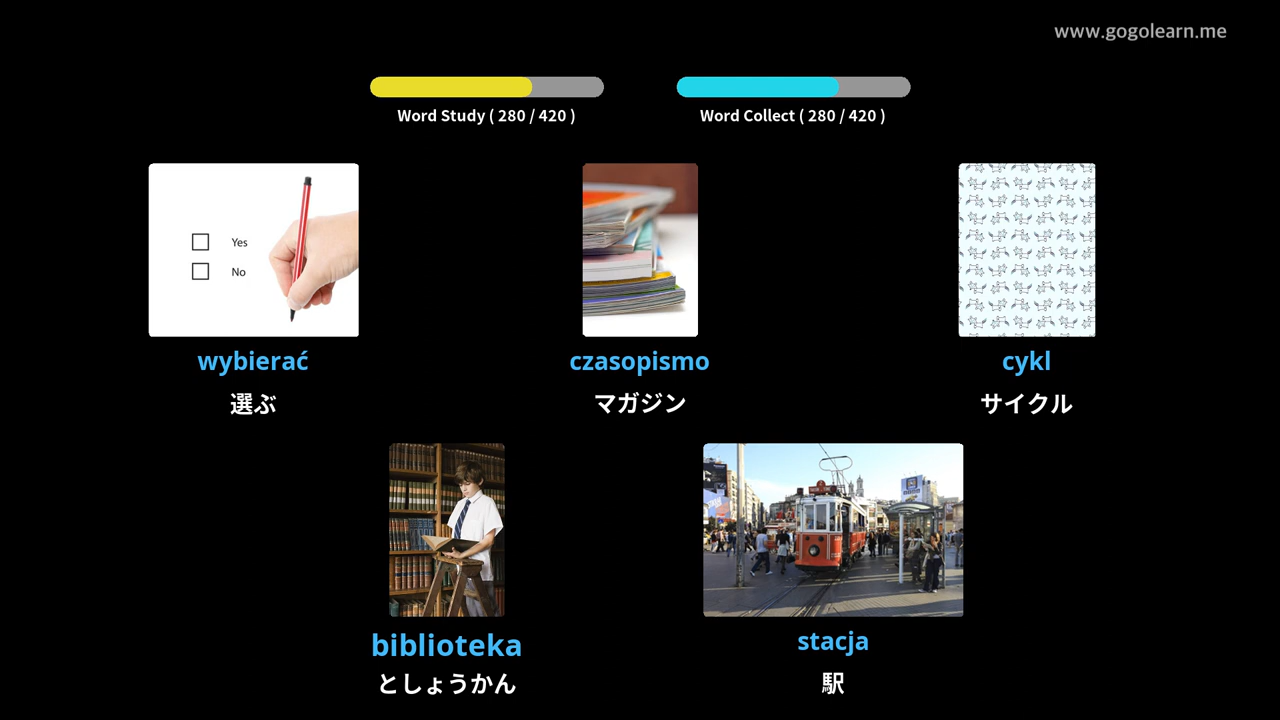 www.gogolearn.me
Word Study ( 280 / 420 )
Word Collect ( 280 / 420 )
Yes
No
wybierać
選ぶ
czasopismo
マガジン
cykl
サイクル
biblioteka
としょうかん
stacja
駅